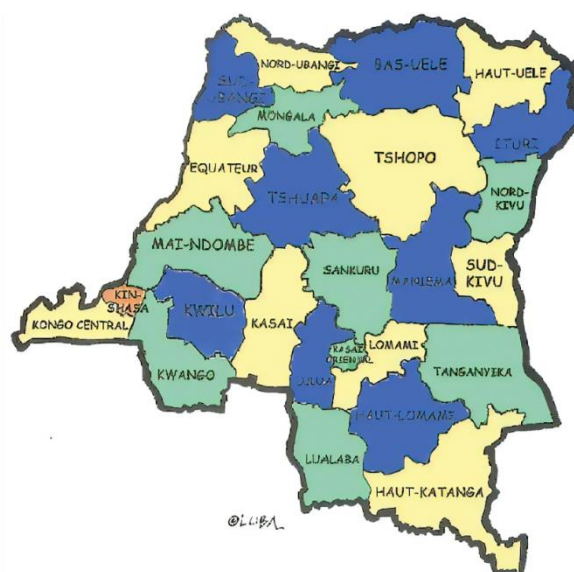 NORD-UBANGI
BAS-UELE
HAUT-UELE
SUD-
UBANGI
MONGALA
ITURI
EQUATEUR
TSHOPO
TSHUAPA
NORD-
KIVU
MAI-NDOMBE
SANKURU
MANIEMA
SUD-
KIVU
KIN-
SHASA
KONGO CENTRAL
KWILU
KASAI
LOMAMI
KASAI
ORIENTAL
KWANGO
LULUA
TANGANYIKA
HAUT-LOMAMI
LUALABA
HAUT-KATANGA